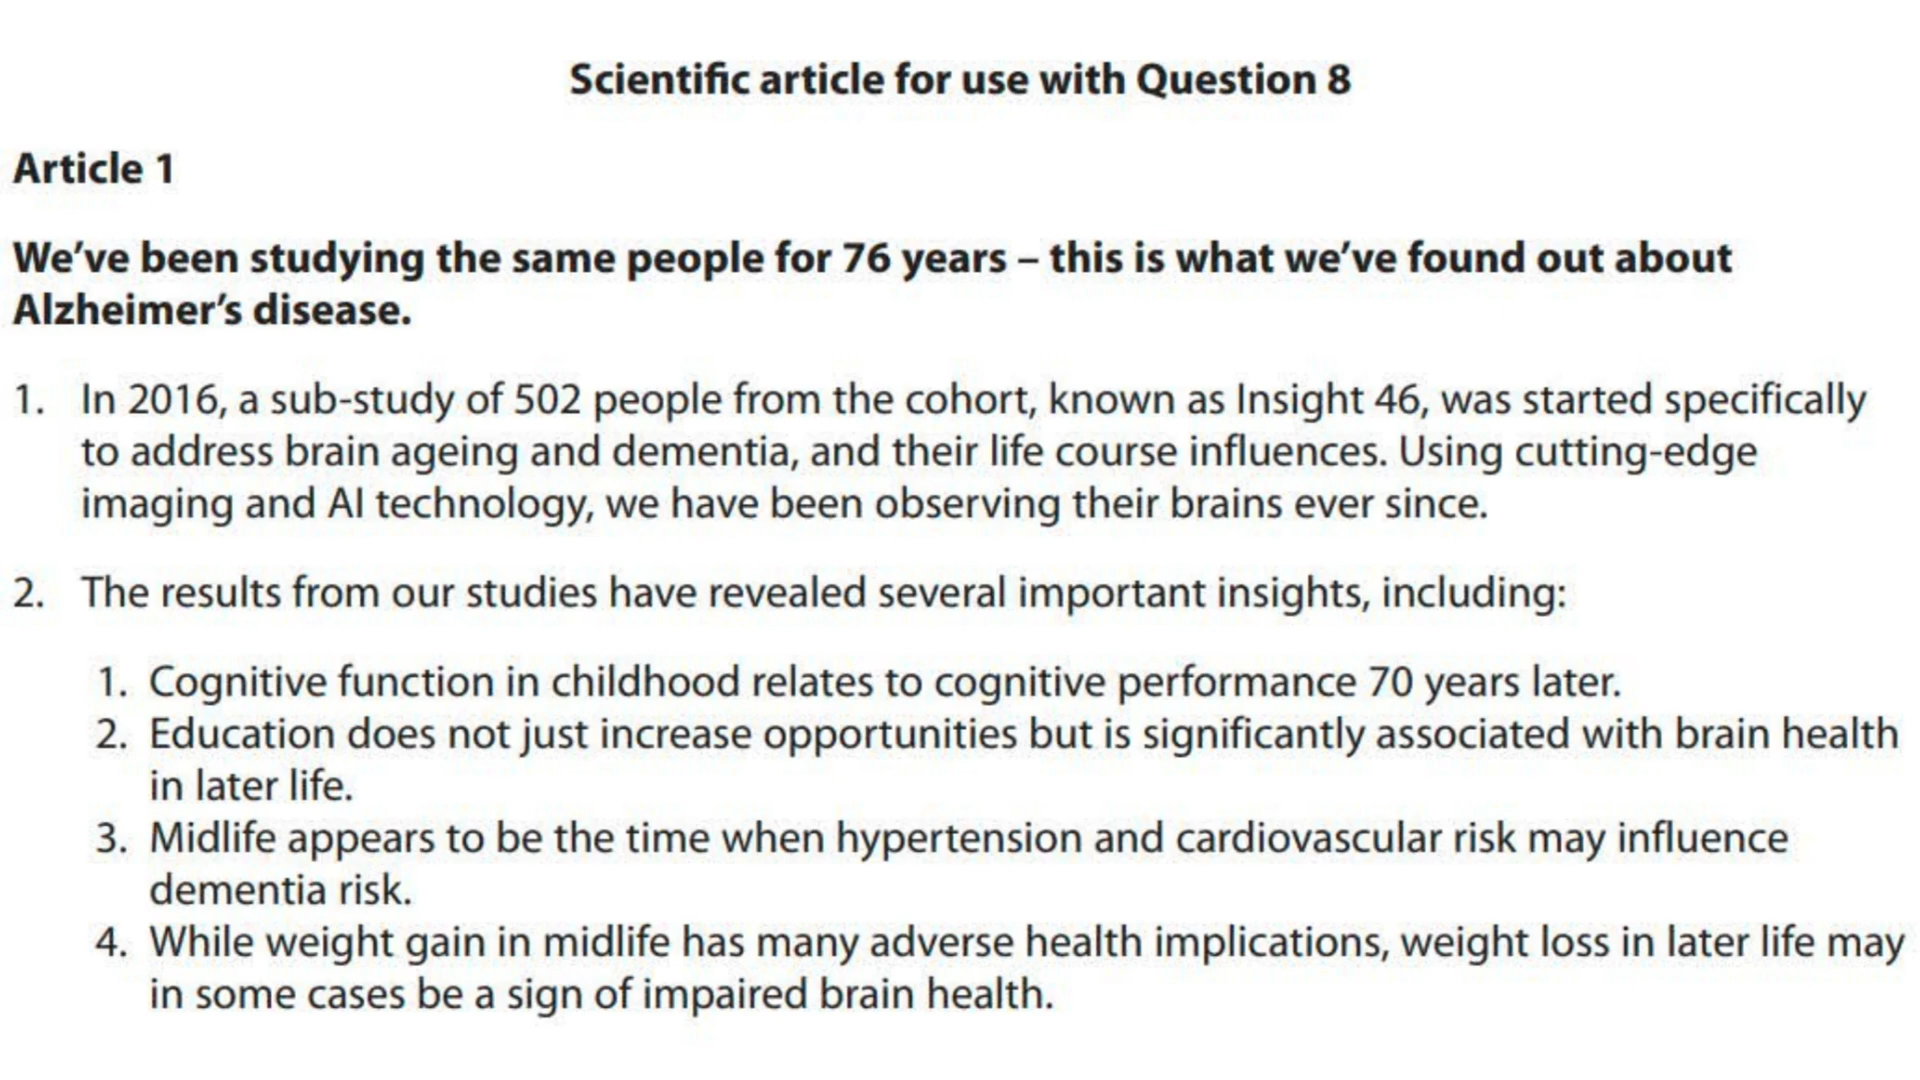 Scientific article for use with Question 8
Article 1
We’ve been studying the same people for 76 years – this is what we’ve found out about
Alzheimer’s disease.
1. In 2016, a sub-study of 502 people from the cohort, known as Insight 46, was started specifically
to address brain ageing and dementia, and their life course influences. Using cutting-edge
imaging and AI technology, we have been observing their brains ever since.
2. The results from our studies have revealed several important insights, including:
1. Cognitive function in childhood relates to cognitive performance 70 years later.
2. Education does not just increase opportunities but is significantly associated with brain health
in later life.
3. Midlife appears to be the time when hypertension and cardiovascular risk may influence
dementia risk.
4. While weight gain in midlife has many adverse health implications, weight loss in later life may
in some cases be a sign of impaired brain health.